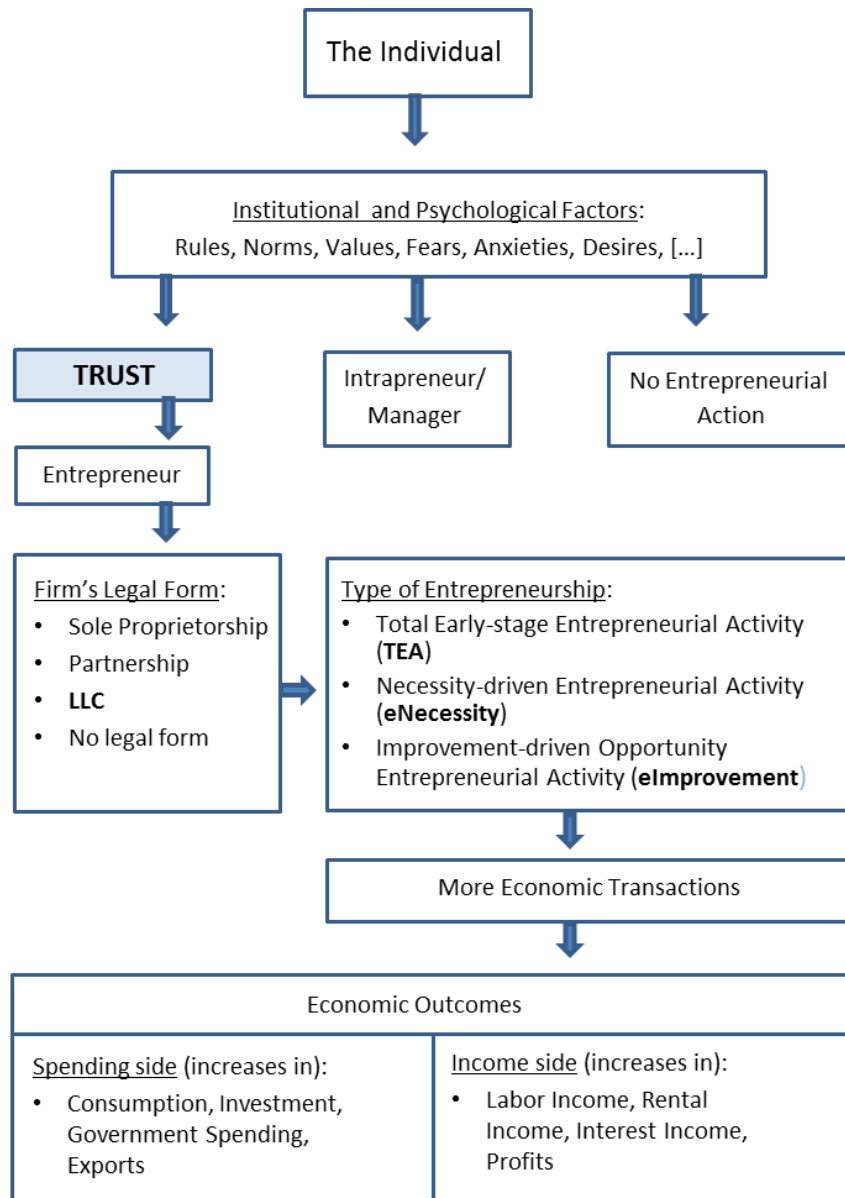 The Individual
Institutional and Psychological Factors:
Rules, Norms, Values, Fears, Anxieties, Desires, [...]
TRUST
Intrapreneur/
Manager
No Entrepreneurial
Action
Entrepreneur
Firm's Legal Form:
• Sole Proprietorship
• Partnership
• LLC
• No legal form
Type of Entrepreneurship:
• Total Early-stage Entrepreneurial Activity
(TEA)
• Necessity-driven Entrepreneurial Activity
(eNecessity)
• Improvement-driven Opportunity
Entrepreneurial Activity (eImprovement)
More Economic Transactions
Economic Outcomes
Spending side (increases in):
• Consumption, Investment,
Government Spending,
Exports
Income side (increases in):
• Labor Income, Rental
Income, Interest Income,
Profits